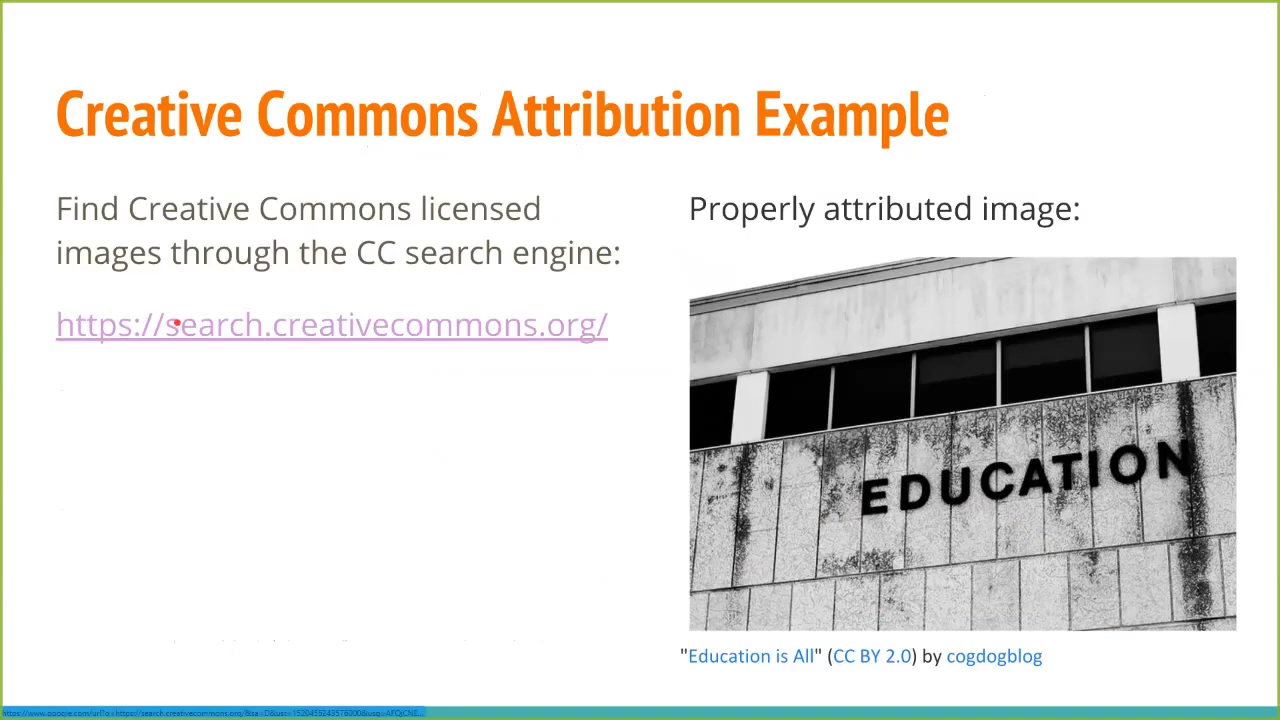 Creative Commons Attribution Example
Find Creative Commons licensed
images through the CC search engine:
https://search.creativecommons.org/
Properly attributed image:
EDUCATION
"Education is All" (CC BY 2.0) by cogdogblog